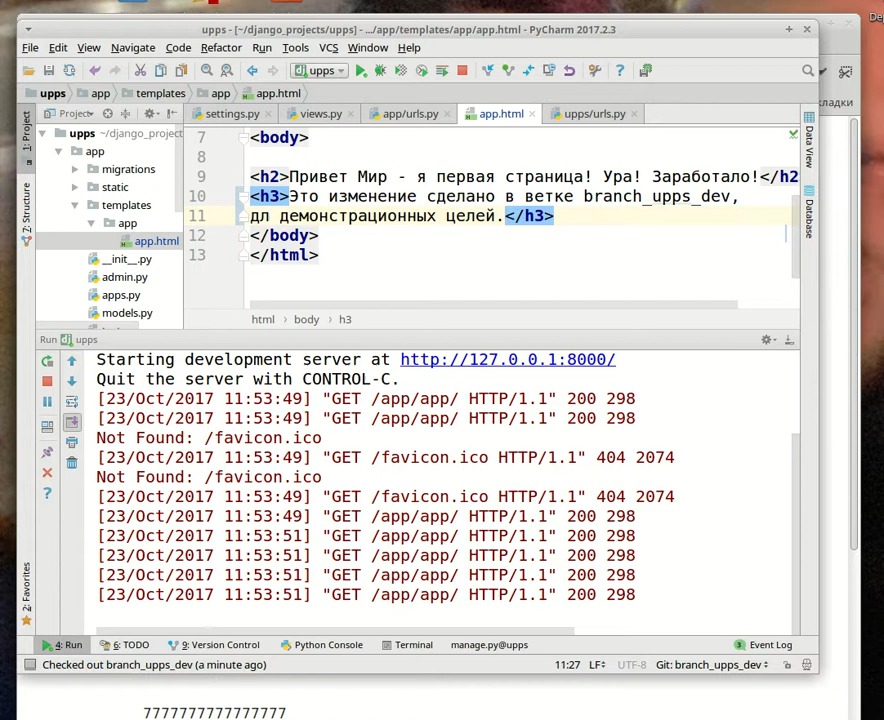 De
upps - [~/django_projects/upps] - .../app/templates/app/app.html - PyCharm 2017.2.3
File Edit View Navigate Code Refactor Run Tools VCS Window Help
upps
upps app templates app app.html
кладки
Project settings.py views.py app/urls.py app.html upps/urls.py
1: Project
7: Structure
2: Favorites
Data View
Database
upps ~/django_project
app
migrations
static
templates
app
app.html
__init__.py
admin.py
apps.py
models.py
7 <body>
8
9 <h2>Привет Мир - я первая страница! Ура! Заработало!</h2
10 <h3>Это изменение сделано в ветке branch_upps_dev,
11 дл демонстрационных целей.</h3>
12 </body>
13 </html>
html › body › h3
Run upps
Starting development server at http://127.0.0.1:8000/
Quit the server with CONTROL-C.
[23/Oct/2017 11:53:49] "GET /app/app/ HTTP/1.1" 200 298
[23/Oct/2017 11:53:49] "GET /app/app/ HTTP/1.1" 200 298
Not Found: /favicon.ico
[23/Oct/2017 11:53:49] "GET /favicon.ico HTTP/1.1" 404 2074
Not Found: /favicon.ico
[23/Oct/2017 11:53:49] "GET /favicon.ico HTTP/1.1" 404 2074
[23/Oct/2017 11:53:49] "GET /app/app/ HTTP/1.1" 200 298
[23/Oct/2017 11:53:51] "GET /app/app/ HTTP/1.1" 200 298
[23/Oct/2017 11:53:51] "GET /app/app/ HTTP/1.1" 200 298
[23/Oct/2017 11:53:51] "GET /app/app/ HTTP/1.1" 200 298
[23/Oct/2017 11:53:51] "GET /app/app/ HTTP/1.1" 200 298
4: Run 6: TODO 9: Version Control Python Console Terminal manage.py@upps 3 Event Log
Checked out branch_upps_dev (a minute ago) 11:27 LF UTF-8 Git: branch_upps_dev
7777777777777777